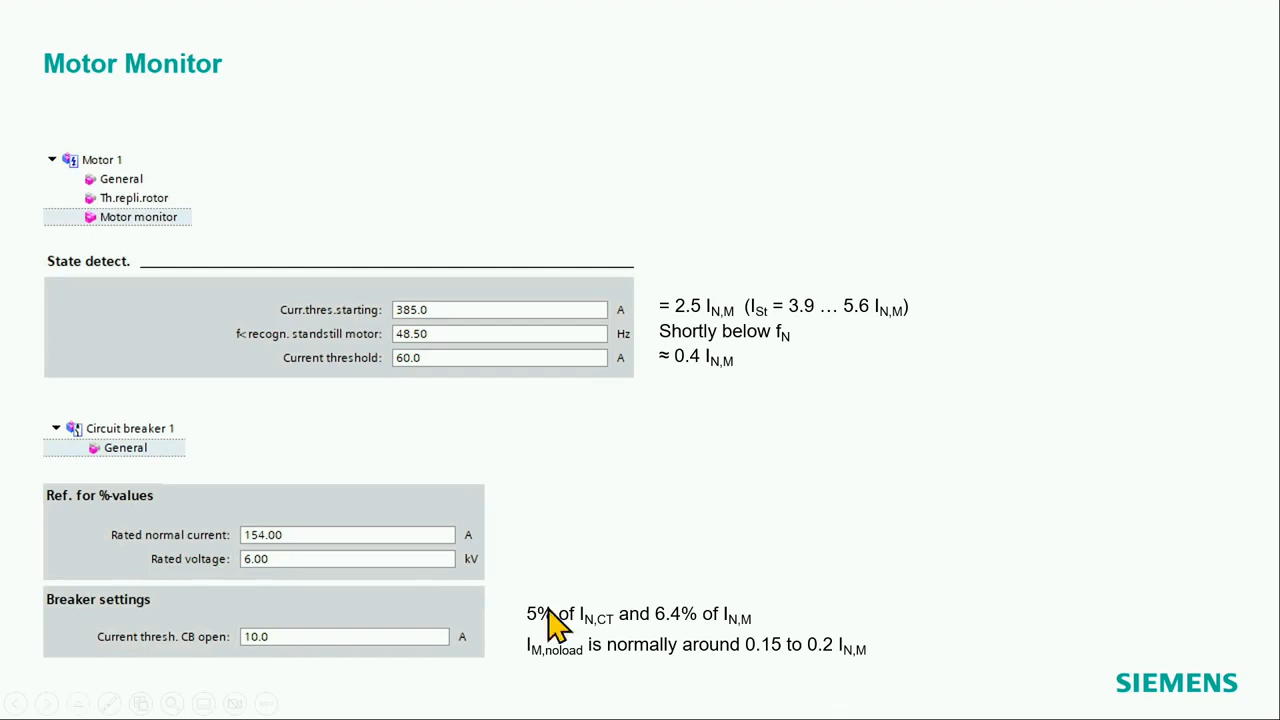 Motor Monitor
Motor 1
General
Th.repli.rotor
Motor monitor
State detect.
Curr.thres.starting: 385.0 A = 2.5 IN,M (ISt = 3.9 … 5.6 IN,M)
f< recogn. standstill motor: 48.50 Hz Shortly below fN
Current threshold: 60.0 A ≈ 0.4 IN,M
Circuit breaker 1
General
Ref. for %-values
Rated normal current: 154.00 A
Rated voltage: 6.00 kV
Breaker settings
5% of IN,CT and 6.4% of IN,M
Current thresh. CB open: 10.0 A
IM,noload is normally around 0.15 to 0.2 IN,M
SIEMENS